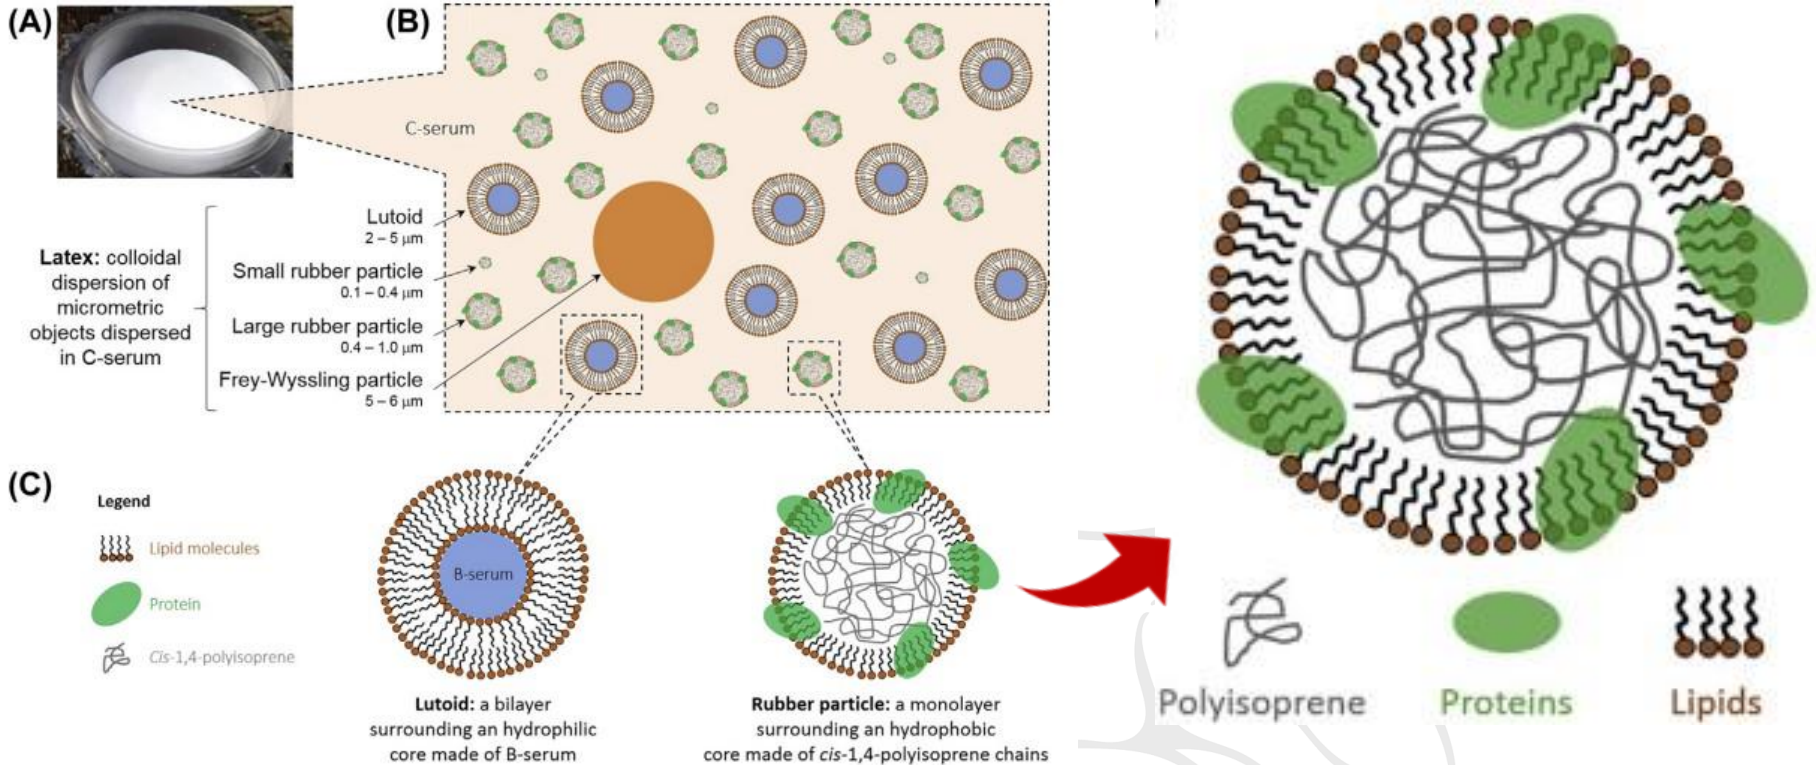 (A)
(B)
C-serum
Latex: colloidal
dispersion of
micrometric
objects dispersed
in C-serum
Lutoid
2 – 5 µm
Small rubber particle
0.1 – 0.4 µm
Large rubber particle
0.4 – 1.0 µm
Frey-Wyssling particle
5 – 6 µm
(C)
Legend
Lipid molecules
Protein
Cis-1,4-polyisoprene
B-serum
Lutoid: a bilayer
surrounding an hydrophilic
core made of B-serum
Rubber particle: a monolayer
surrounding an hydrophobic
core made of cis-1,4-polyisoprene chains
Polyisoprene
Proteins
Lipids